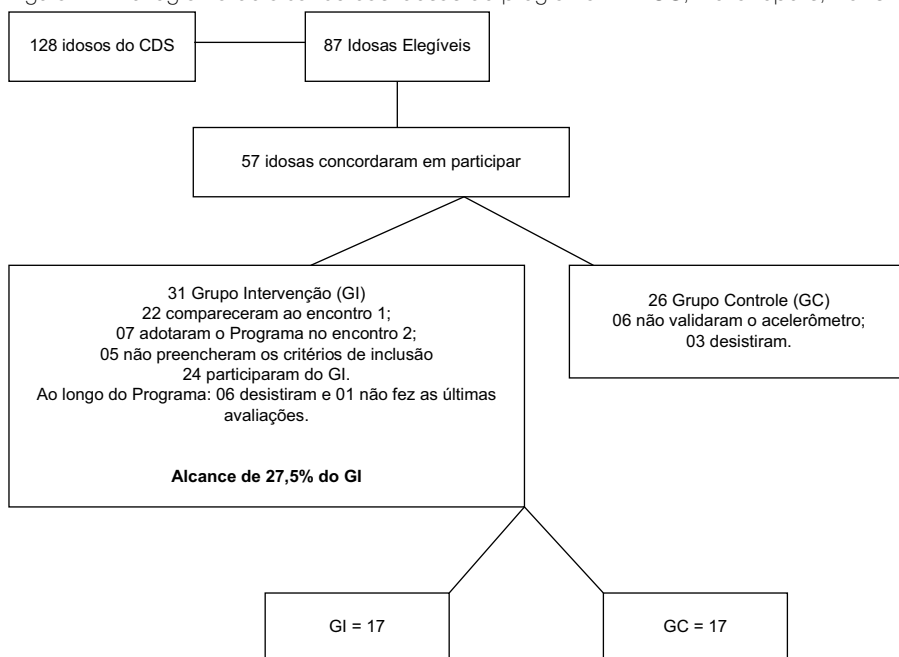 128 idosos do CDS
87 Idosas Elegíveis
57 idosas concordaram em participar
31 Grupo Intervenção (GI)
22 compareceram ao encontro 1;
07 adotaram o Programa no encontro 2;
05 não preencheram os critérios de inclusão
24 participaram do GI.
Ao longo do Programa: 06 desistiram e 01 não fez as últimas
avaliações.
Alcance de 27,5% do GI
26 Grupo Controle (GC)
06 não validaram o acelerômetro;
03 desistiram.
GI = 17
GC = 17